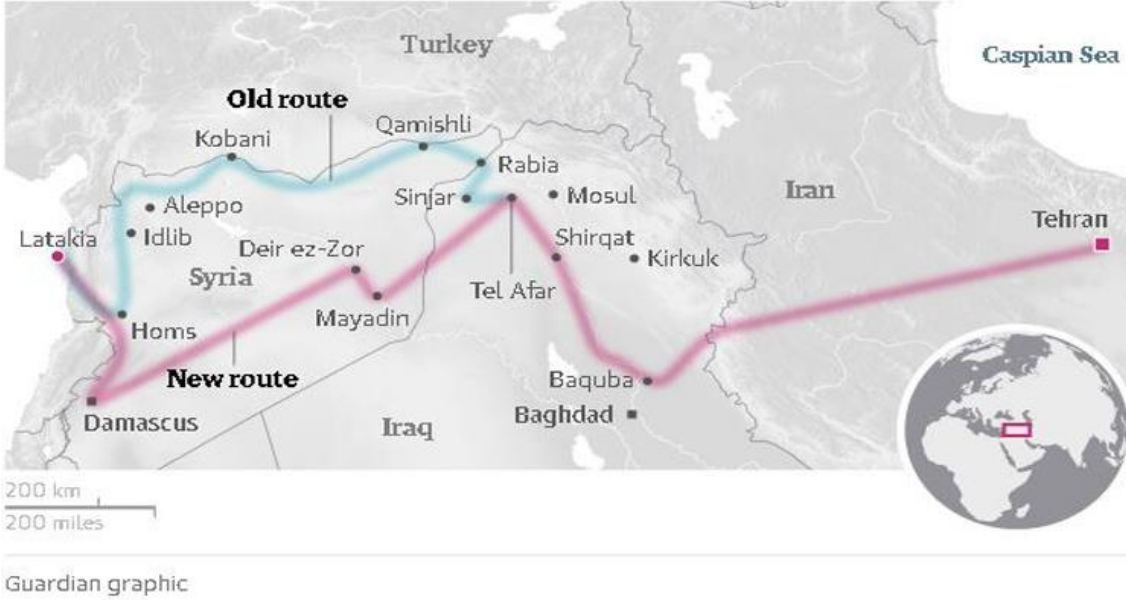 Turkey
Caspian Sea
Old route
Qamishli
Kobani
Rabia
Iran
Sinjar
Mosul
Aleppo
Tehran
Latakia
Idlib
Shirqat
Deir ez-Zor
Kirkuk
Syria
Tel Afar
Mayadin
Homs
New route
Baquba
Damascus
Baghdad
Iraq
200 km
200 miles
Guardian graphic